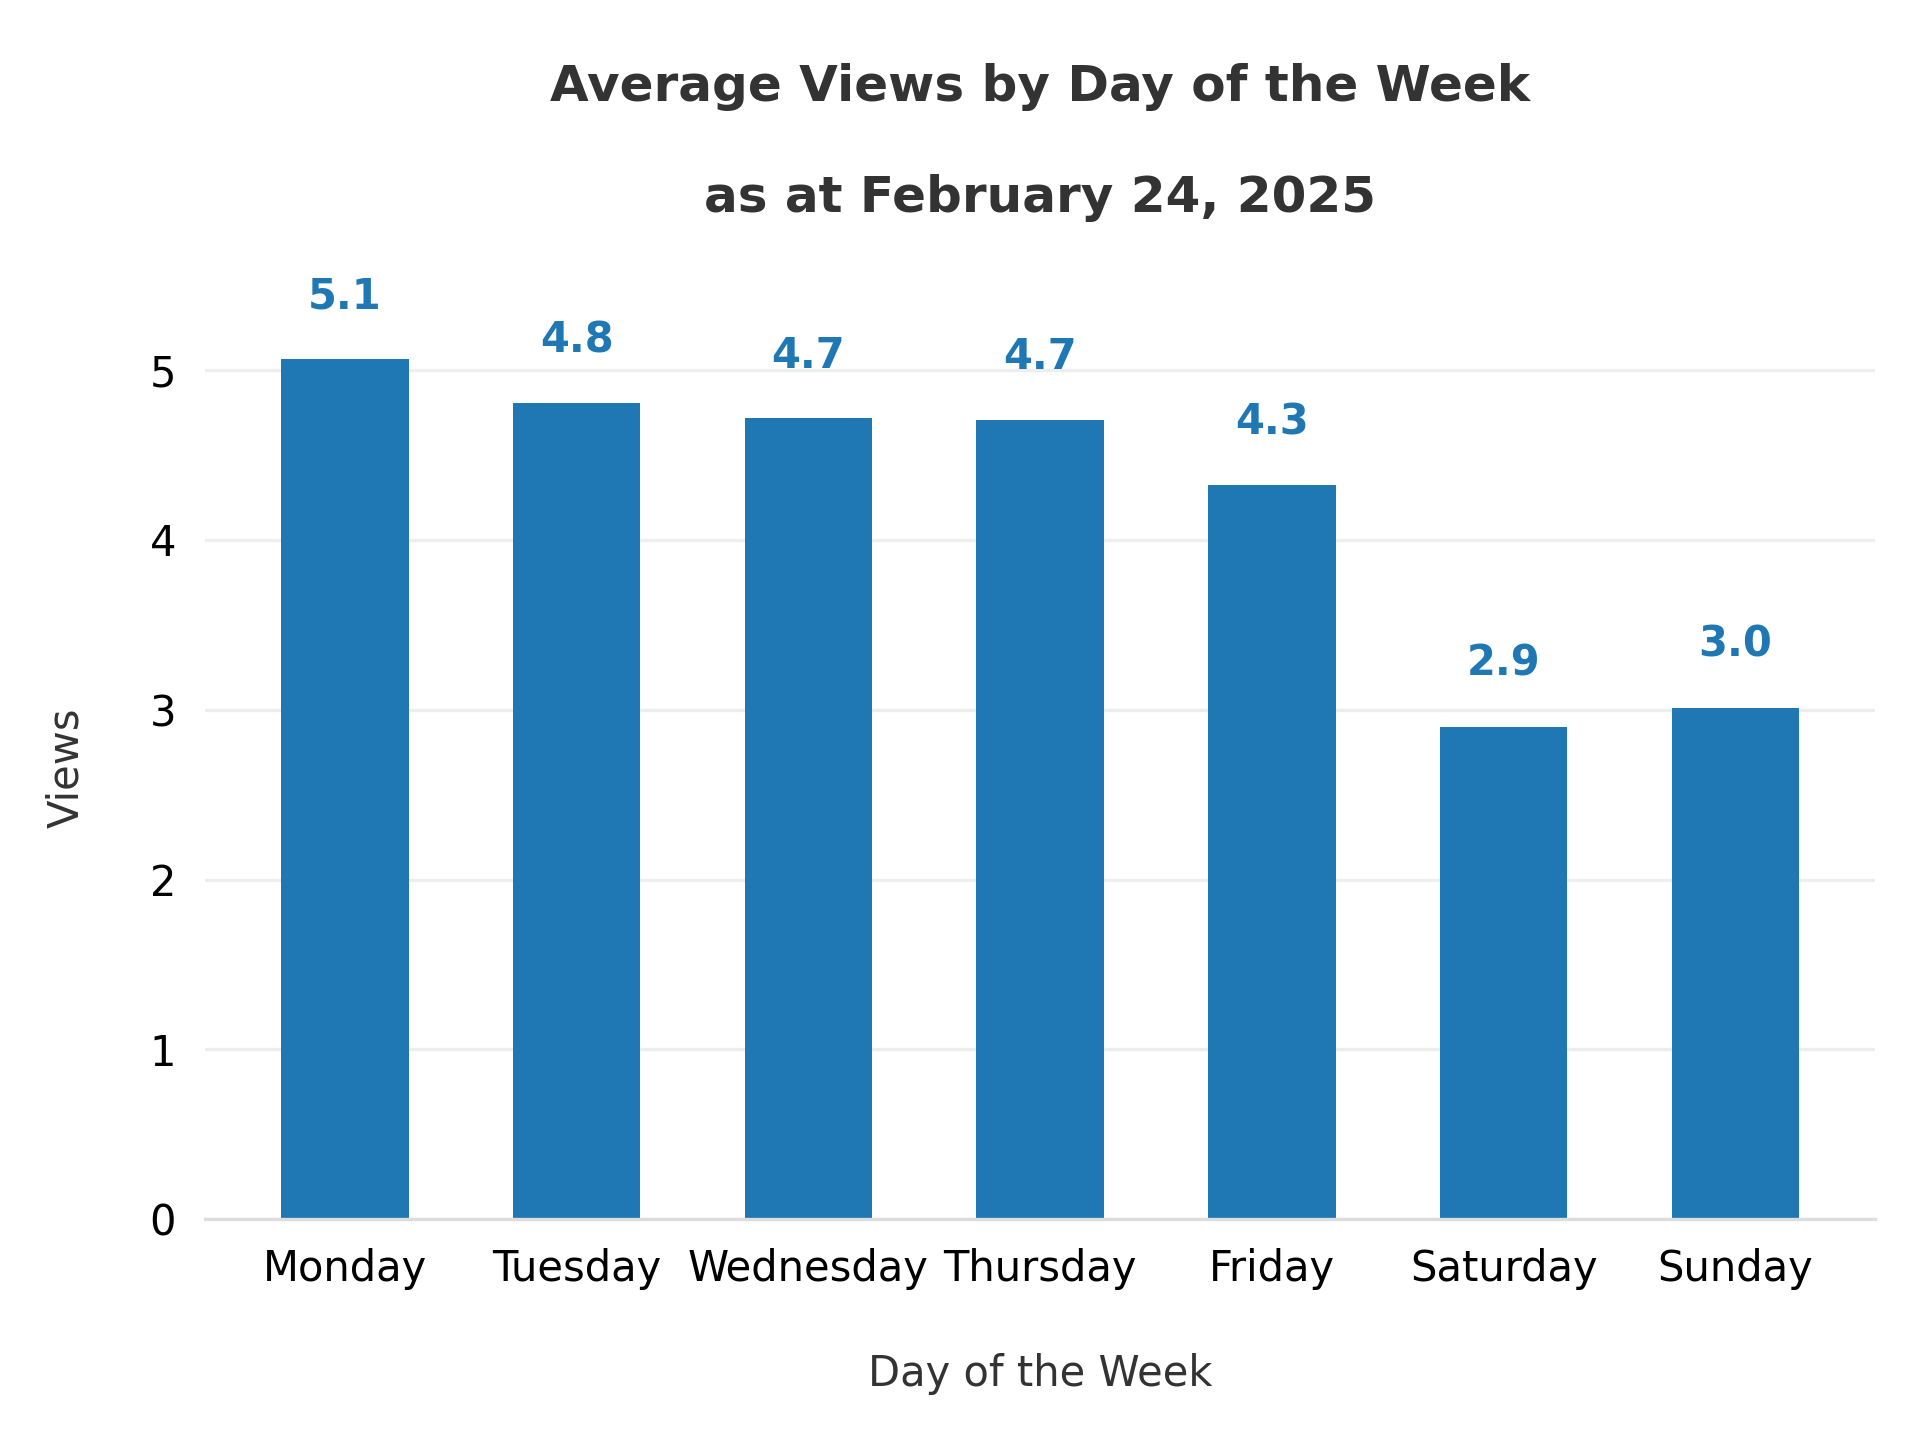 Average Views by Day of the Week
as at February 24, 2025
5.1
4.8
4.7
4.7
4.3
2.9
3.0
5
4
3
2
1
0
Views
Monday Tuesday Wednesday Thursday Friday Saturday Sunday
Day of the Week